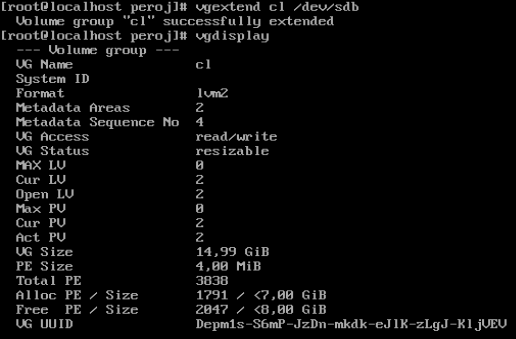 [root@localhost peroj]# vgextend cl /dev/sdb
  Volume group "cl" successfully extended
[root@localhost peroj]# vgdisplay
  --- Volume group ---
  VG Name               cl
  System ID
  Format                lvm2
  Metadata Areas        2
  Metadata Sequence No  4
  VG Access             read/write
  VG Status             resizable
  MAX LV                0
  Cur LV                2
  Open LV               2
  Max PV                0
  Cur PV                2
  Act PV                2
  VG Size               14,99 GiB
  PE Size               4,00 MiB
  Total PE              3838
  Alloc PE / Size       1791 / <7,00 GiB
  Free  PE / Size       2047 / <8,00 GiB
  VG UUID               Depm1s-S6mP-JzDn-mkdk-eJlK-zLgJ-KljVEV